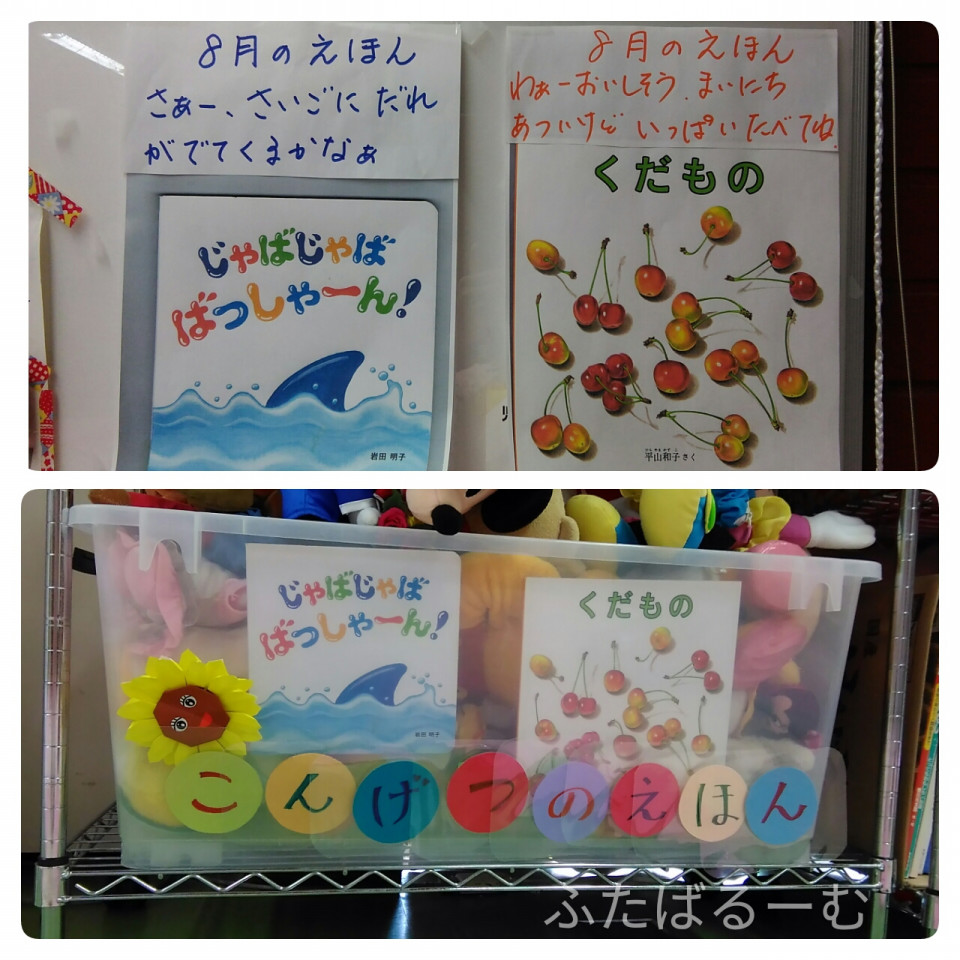 8月のえほん
さぁー、さいごに だれ
がでてくまかなぁ
じゃばじゃば
ばっしゃーん!
岩田 明子
8月のえほん
わぁーおいしそう.まいにち
あついけど いっぱい たべてね.
くだもの
平山和子 さく
じゃばじゃば
ばっしゃーん!
岩田 明子
くだもの
こんげつのえほん
ふたばるーむ